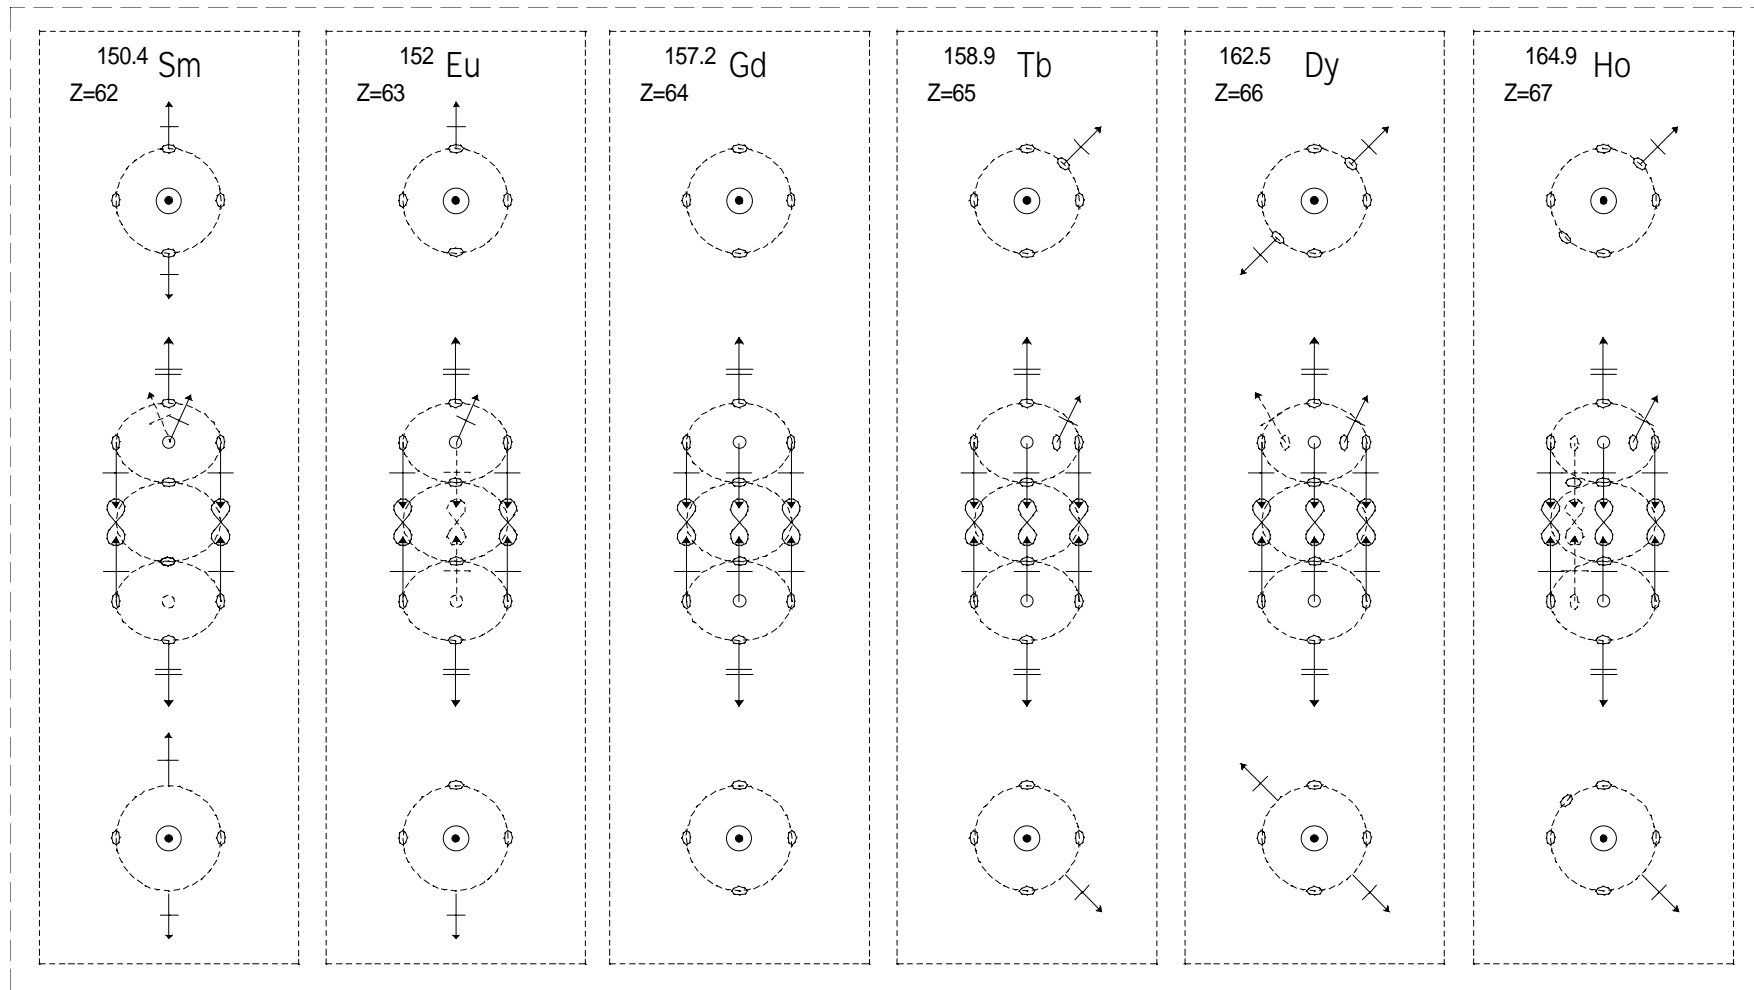 150.4 Sm
Z=62
152 Eu
Z=63
157.2 Gd
Z=64
158.9 Tb
Z=65
162.5 Dy
Z=66
164.9 Ho
Z=67